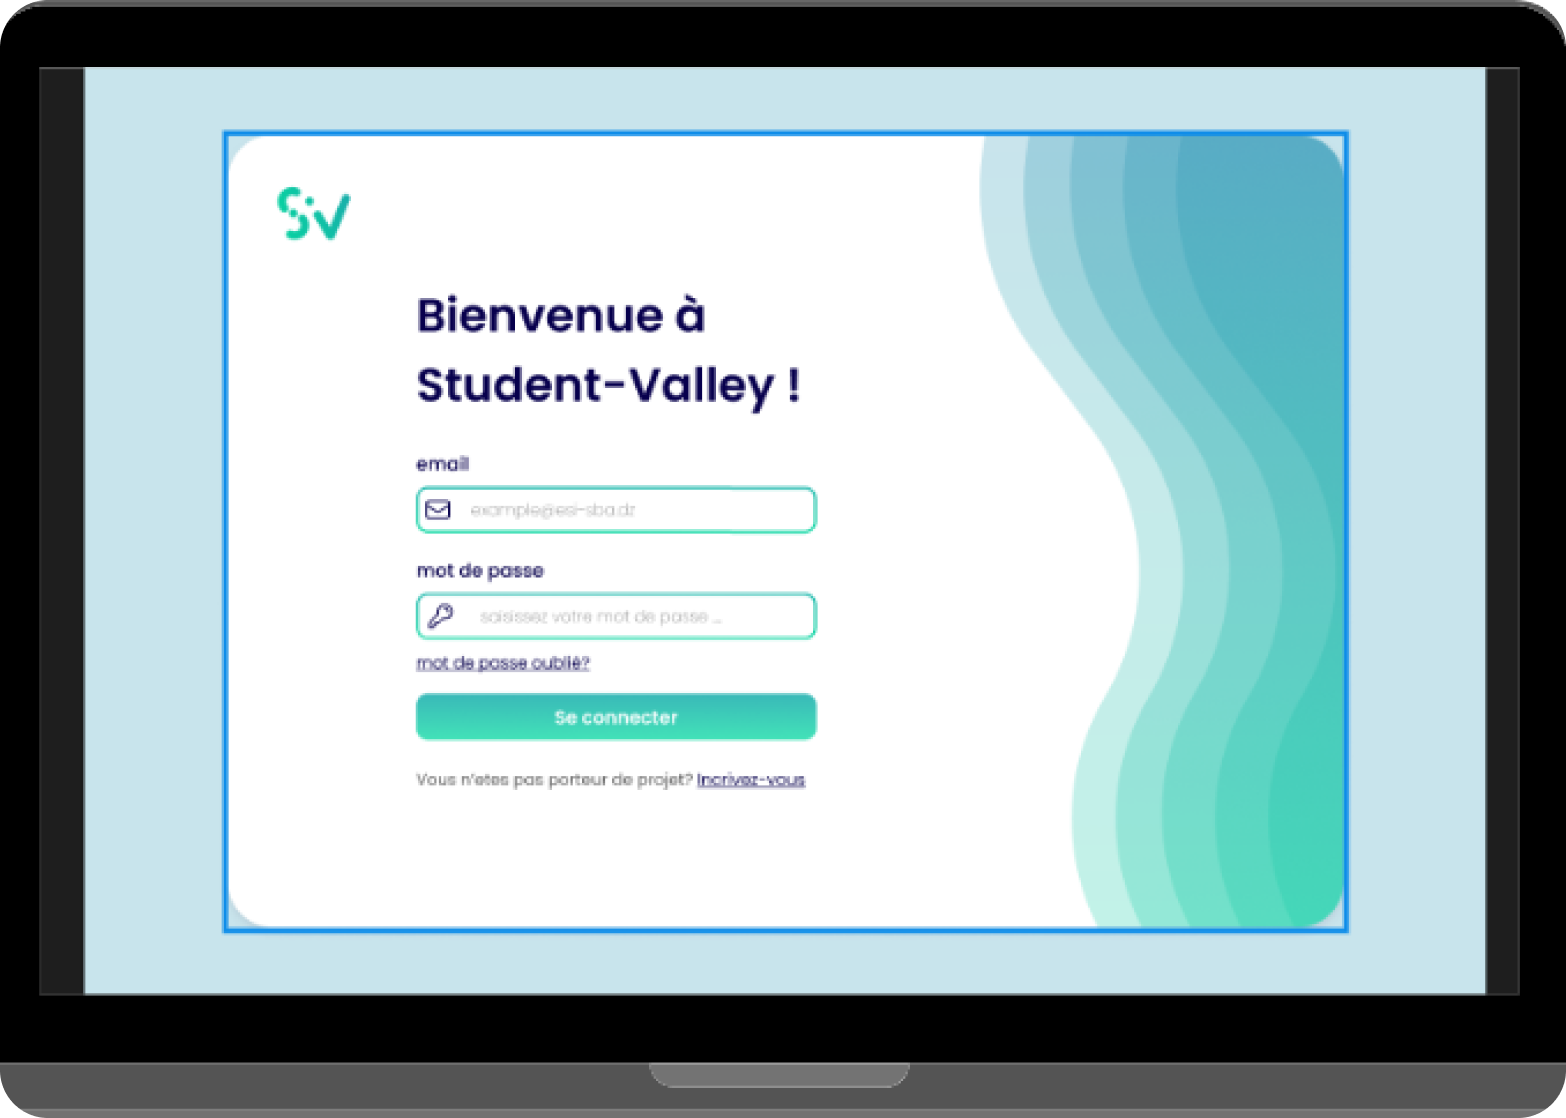 SiV
Bienvenue à
Student-Valley !
email
example@esi-sba.dz
mot de passe
saisissez votre mot de passe ...
mot de passe oublié?
Se connecter
Vous n'etes pas porteur de projet? Incrivez-vous